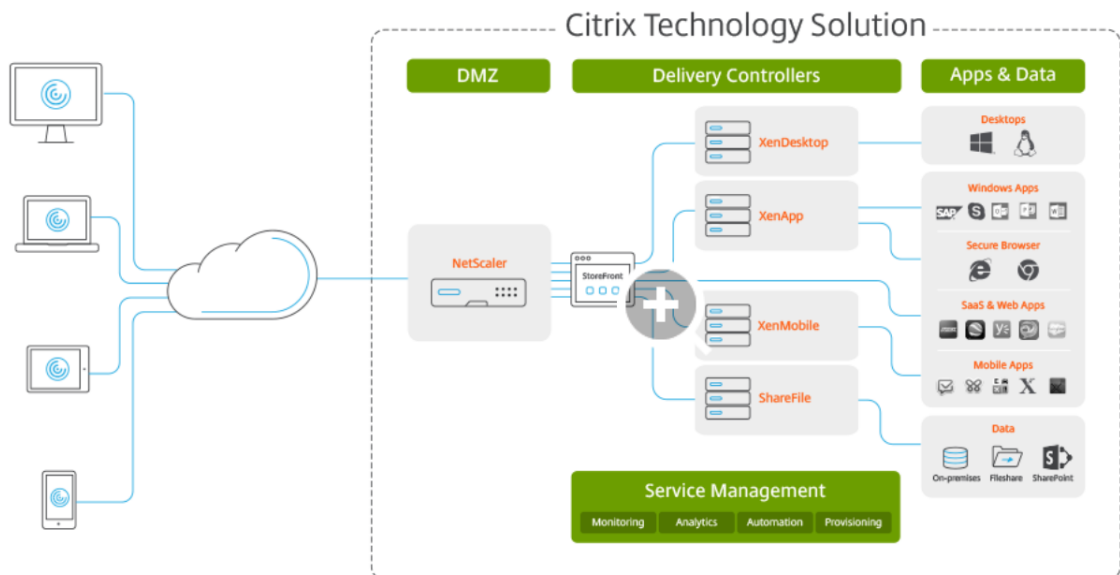 Citrix Technology Solution
DMZ
Delivery Controllers
Apps & Data
NetScaler
StoreFront
XenDesktop
XenApp
XenMobile
ShareFile
Desktops
Windows Apps
SAP
Secure Browser
SaaS & Web Apps
Mobile Apps
Data
On-premises Fileshare SharePoint
Service Management
Monitoring Analytics Automation Provisioning